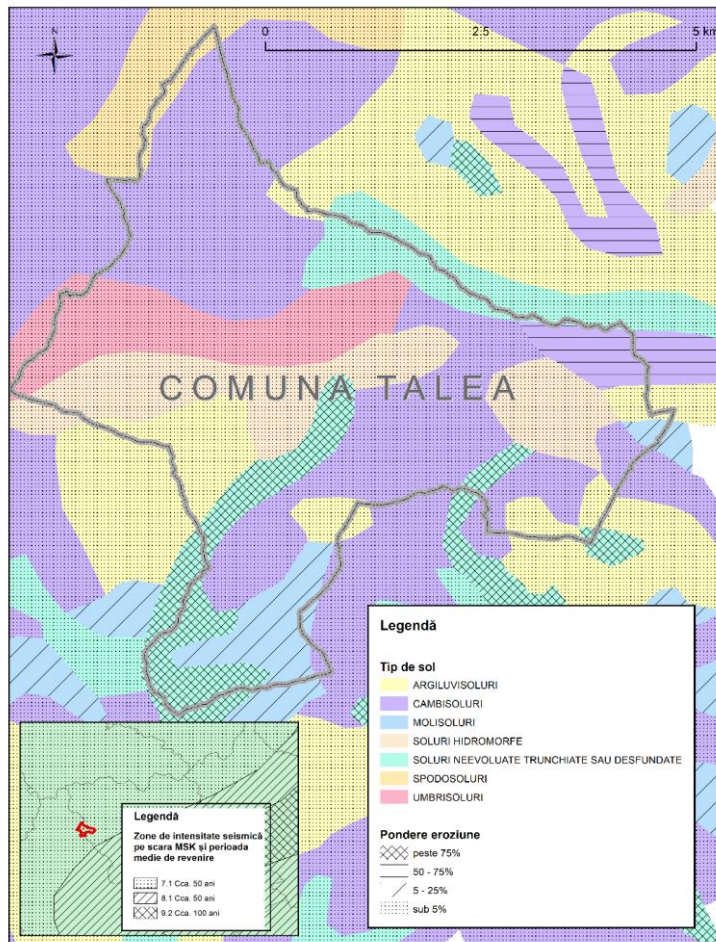 N
0 2.5 5 km
COMUNA TALEA
Legendă
Tip de sol
ARGILUVISOLURI
CAMBISOLURI
MOLISOLURI
SOLURI HIDROMORFE
SOLURI NEEVOLUATE TRUNCHIATE SAU DESFUNDATE
SPODOSOLURI
UMBRISOLURI
Pondere eroziune
peste 75%
50 - 75%
5 - 25%
sub 5%
Legendă
Zone de intensitate seismică
pe scara MSK și perioada
medie de revenire
7.1 Cca. 50 ani
8.1 Cca. 50 ani
9.2 Cca. 100 ani